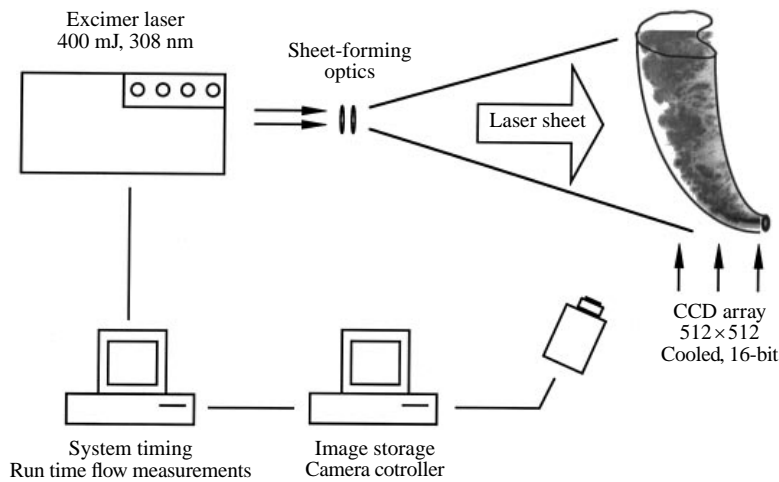 Excimer laser
400 mJ, 308 nm
Sheet-forming
optics
Laser sheet
CCD array
512×512
Cooled, 16-bit
System timing
Run time flow measurements
Image storage
Camera cotroller